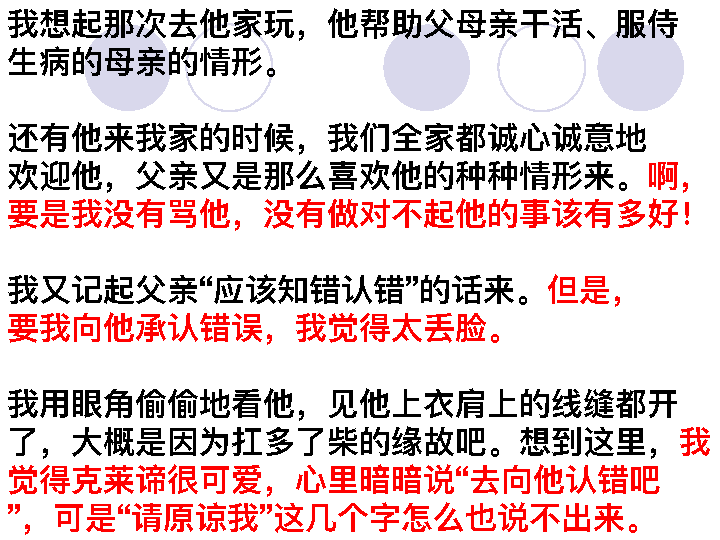 我想起那次去他家玩，他帮助父母亲干活、服侍
生病的母亲的情形。
还有他来我家的时候，我们全家都诚心诚意地
欢迎他，父亲又是那么喜欢他的种种情形来。啊，
要是我没有骂他，没有做对不起他的事该有多好！
我又记起父亲“应该知错认错”的话来。但是，
要我向他承认错误，我觉得太丢脸。
我用眼角偷偷地看他，见他上衣肩上的线缝都开
了，大概是因为扛多了柴的缘故吧。想到这里，我
觉得克莱谛很可爱，心里暗暗说“去向他认错吧
”，可是“请原谅我”这几个字怎么也说不出来。